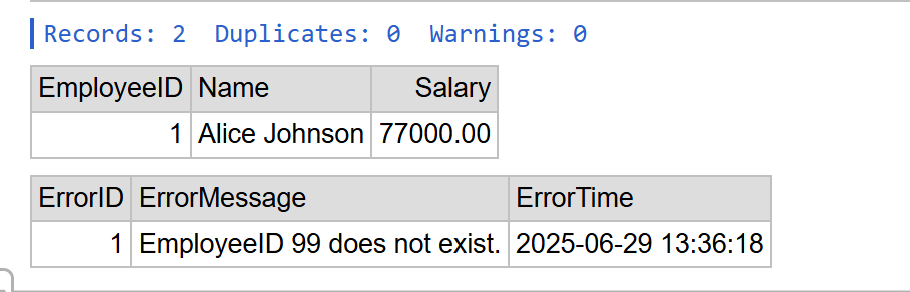 Records: 2  Duplicates: 0  Warnings: 0
EmployeeID Name Salary
1 Alice Johnson 77000.00
ErrorID ErrorMessage ErrorTime
1 EmployeeID 99 does not exist. 2025-06-29 13:36:18